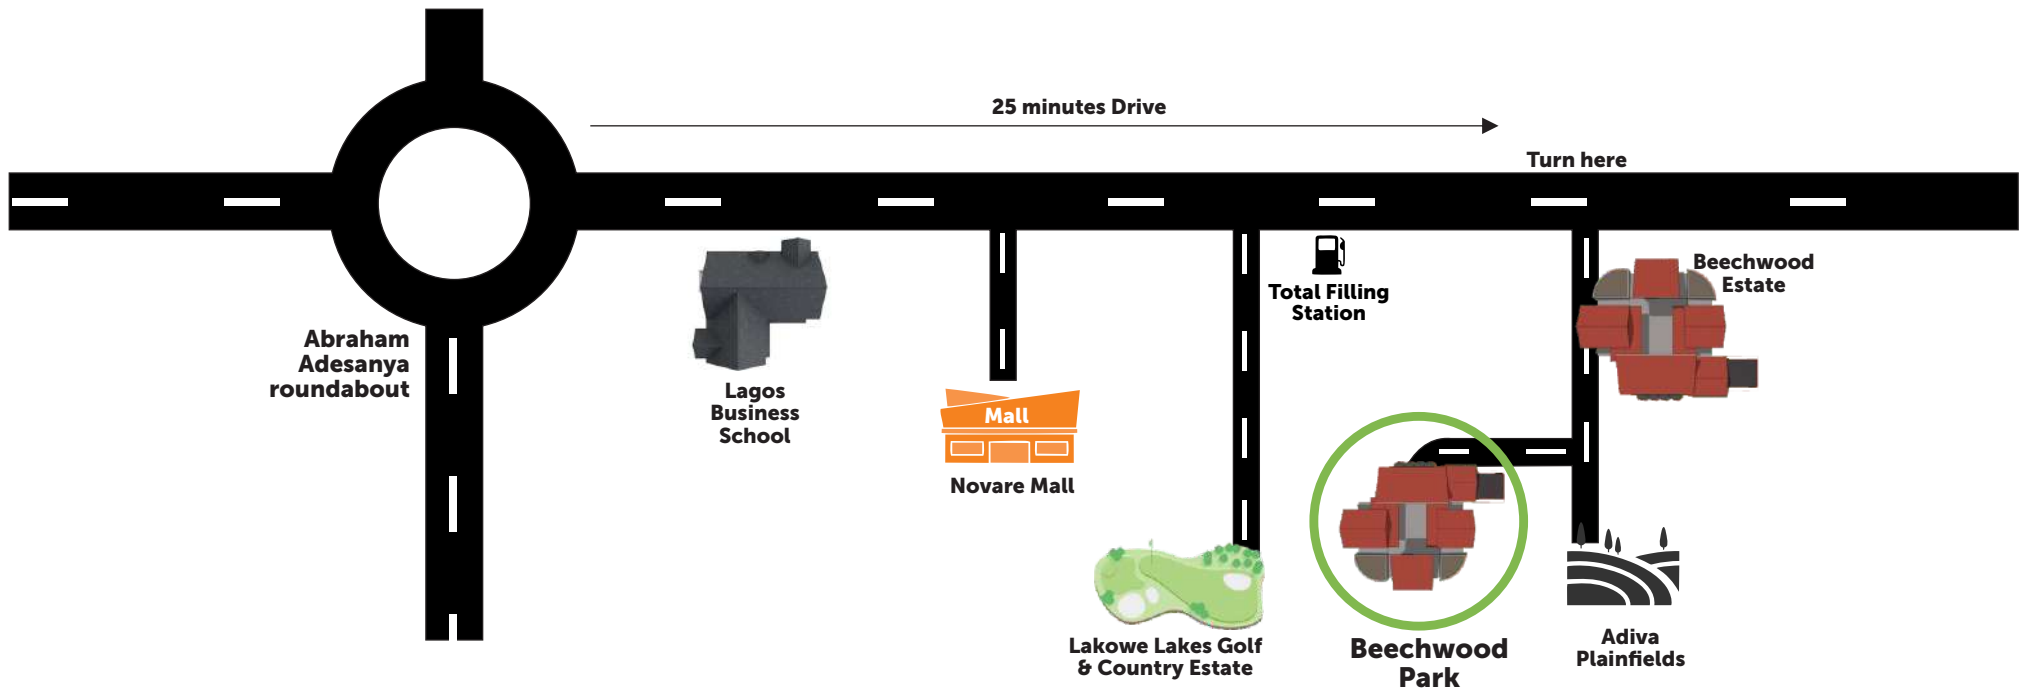 25 minutes Drive
Turn here
Abraham
Adesanya
roundabout
Lagos
Business
School
Mall
Novare Mall
Lakowe Lakes Golf
& Country Estate
Total Filling
Station
Beechwood
Estate
Beechwood
Park
Adiva
Plainfields